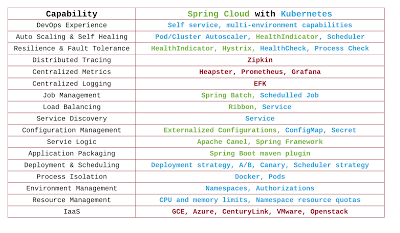 Capability Spring Cloud with Kubernetes
DevOps Experience Self service, multi-environment capabilities
Auto Scaling & Self Healing Pod/Cluster Autoscaler, HealthIndicator, Scheduler
Resilience & Fault Tolerance HealthIndicator, Hystrix, HealthCheck, Process Check
Distributed Tracing Zipkin
Centralized Metrics Heapster, Prometheus, Grafana
Centralized Logging EFK
Job Management Spring Batch, Schedulled Job
Load Balancing Ribbon, Service
Service Discovery Service
Configuration Management Externalized Configurations, ConfigMap, Secret
Servie Logic Apache Camel, Spring Framework
Application Packaging Spring Boot maven plugin
Deployment & Scheduling Deployment strategy, A/B, Canary, Scheduler strategy
Process Isolation Docker, Pods
Environment Management Namespaces, Authorizations
Resource Management CPU and memory limits, Namespace resource quotas
IaaS GCE, Azure, CenturyLink, VMware, Openstack